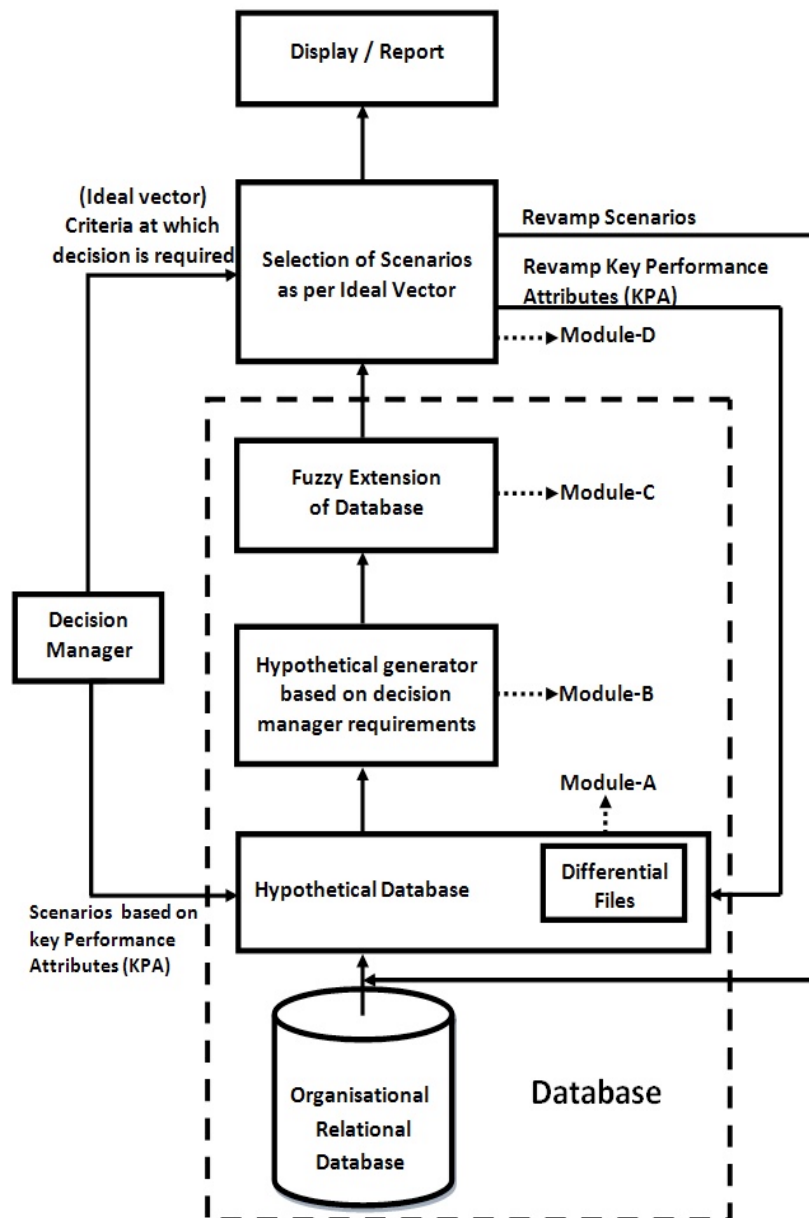 Display / Report
(Ideal vector)
Criteria at which
decision is required
Selection of Scenarios
as per Ideal Vector
Revamp Scenarios
Revamp Key Performance
Attributes (KPA)
Module-D
Fuzzy Extension
of Database
Module-C
Decision
Manager
Hypothetical generator
based on decision
manager requirements
Module-B
Module-A
Hypothetical Database
Differential
Files
Scenarios based on
key Performance
Attributes (KPA)
Organisational
Relational
Database
Database